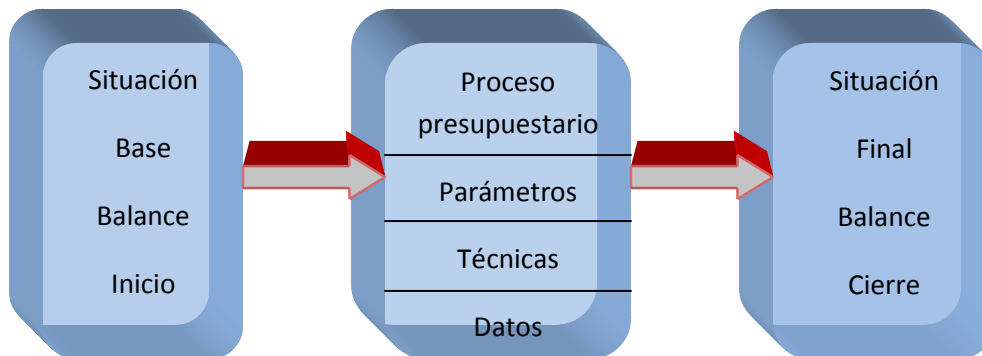 Situación
Base
Balance
Inicio
Proceso
presupuestario
Parámetros
Técnicas
Datos
Situación
Final
Balance
Cierre